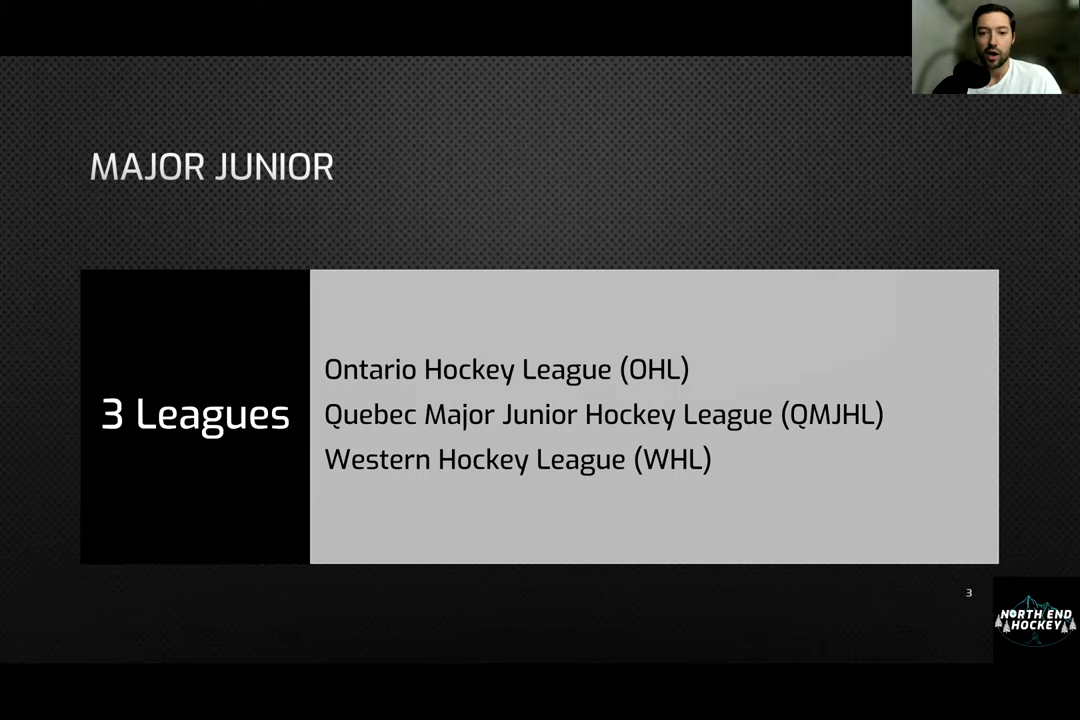 MAJOR JUNIOR
3 Leagues
Ontario Hockey League (OHL)
Quebec Major Junior Hockey League (QMJHL)
Western Hockey League (WHL)
3
NORTH END
HOCKEY